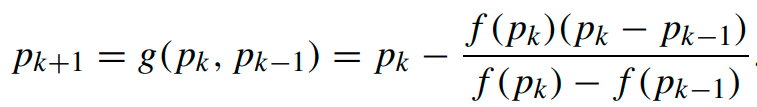 p_{k+1} = g(p_k, p_{k−1}) = p_k − \frac{f(p_k)(p_k − p_{k−1})}{f(p_k) − f(p_{k−1})}.